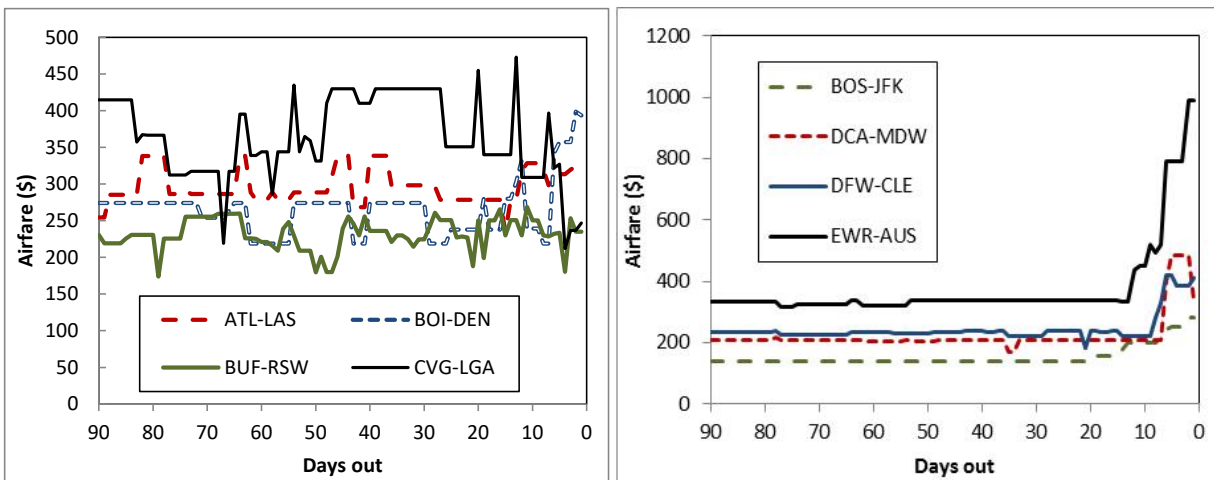 500
450
400
350
300
250
200
150
100
50
0
Airfare ($)
ATL-LAS
BOI-DEN
BUF-RSW
CVG-LGA
90 80 70 60 50 40 30 20 10 0
Days out
1200
1000
800
600
400
200
0
Airfare ($)
BOS-JFK
DCA-MDW
DFW-CLE
EWR-AUS
90 80 70 60 50 40 30 20 10 0
Days out